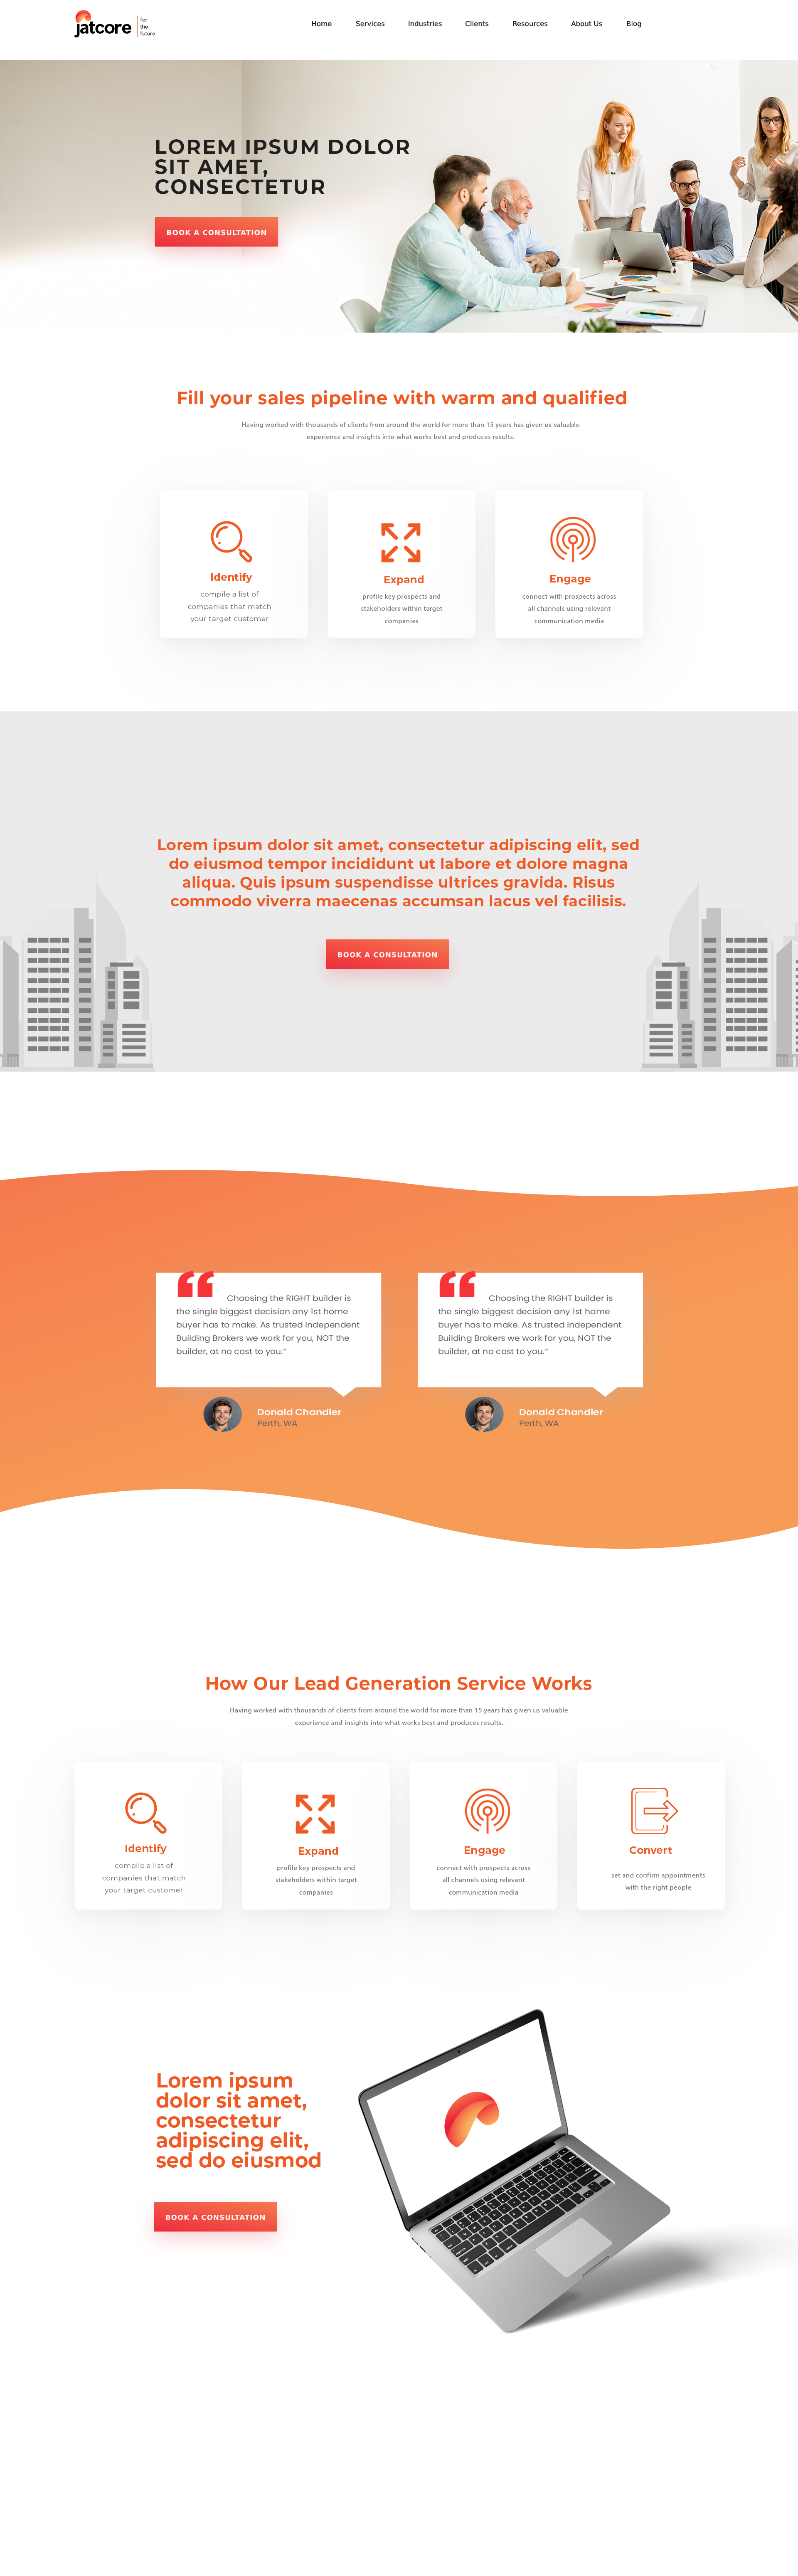 jatcore
for
the
future
Home Services Industries Clients Resources About Us Blog
LOREM IPSUM DOLOR
SIT AMET,
CONSECTETUR
BOOK A CONSULTATION
Fill your sales pipeline with warm and qualified
Having worked with thousands of clients from around the world for more than 15 years has given us valuable
experience and insights into what works best and produces results.
Identify
compile a list of
companies that match
your target customer
Expand
profile key prospects and
stakeholders within target
companies
Engage
connect with prospects across
all channels using relevant
communication media
Lorem ipsum dolor sit amet, consectetur adipiscing elit, sed
do eiusmod tempor incididunt ut labore et dolore magna
aliqua. Quis ipsum suspendisse ultrices gravida. Risus
commodo viverra maecenas accumsan lacus vel facilisis.
BOOK A CONSULTATION
Choosing the RIGHT builder is
the single biggest decision any 1st home
buyer has to make. As trusted Independent
Building Brokers we work for you, NOT the
builder, at no cost to you.”
Donald Chandler
Perth, WA
Choosing the RIGHT builder is
the single biggest decision any 1st home
buyer has to make. As trusted Independent
Building Brokers we work for you, NOT the
builder, at no cost to you.”
Donald Chandler
Perth, WA
How Our Lead Generation Service Works
Having worked with thousands of clients from around the world for more than 15 years has given us valuable
experience and insights into what works best and produces results.
Identify
compile a list of
companies that match
your target customer
Expand
profile key prospects and
stakeholders within target
companies
Engage
connect with prospects across
all channels using relevant
communication media
Convert
set and confirm appointments
with the right people
Lorem ipsum
dolor sit amet,
consectetur
adipiscing elit,
sed do eiusmod
BOOK A CONSULTATION